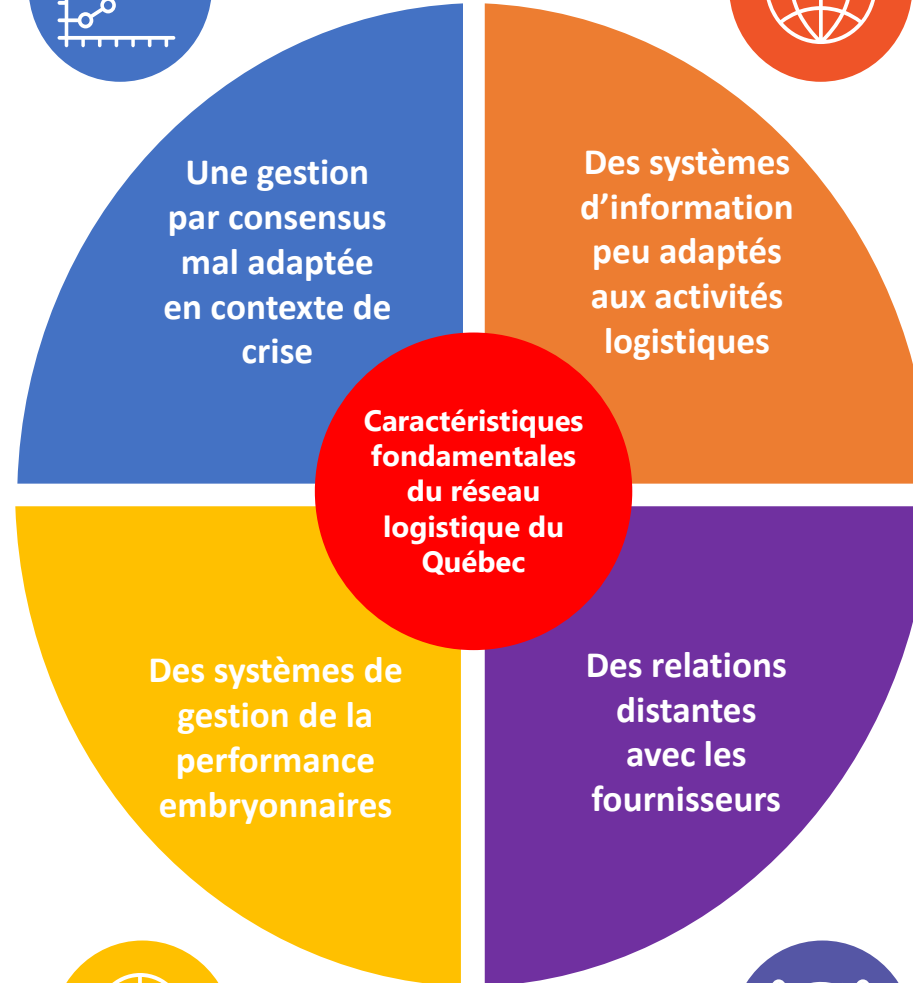 Une gestion
par consensus
mal adaptée
en contexte de
crise
Des systèmes
d’information
peu adaptés
aux activités
logistiques
Caractéristiques
fondamentales
du réseau
logistique du
Québec
Des systèmes de
gestion de la
performance
embryonnaires
Des relations
distantes
avec les
fournisseurs